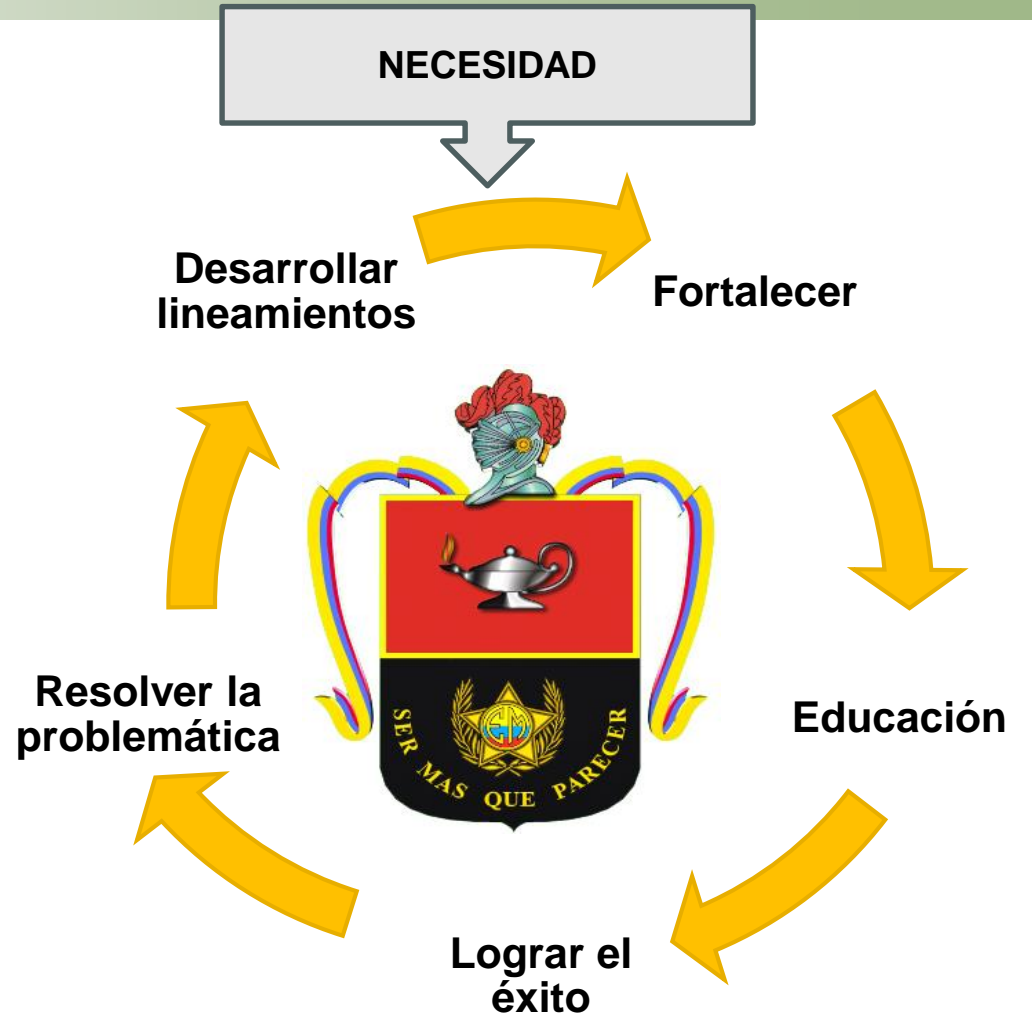 NECESIDAD
Desarrollar
lineamientos
Fortalecer
Educación
Lograr el
éxito
Resolver la
problemática
SER MAS QUE PARECER